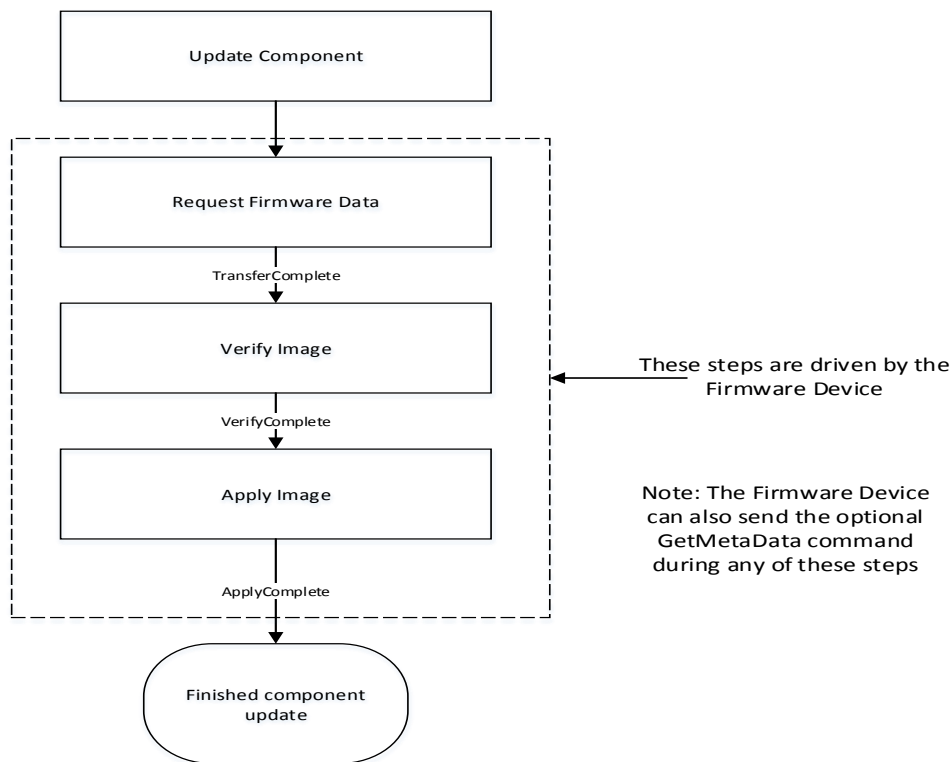 Update Component
Request Firmware Data
TransferComplete
Verify Image
VerifyComplete
Apply Image
ApplyComplete
Finished component
update
These steps are driven by the
Firmware Device
Note: The Firmware Device
can also send the optional
GetMetaData command
during any of these steps